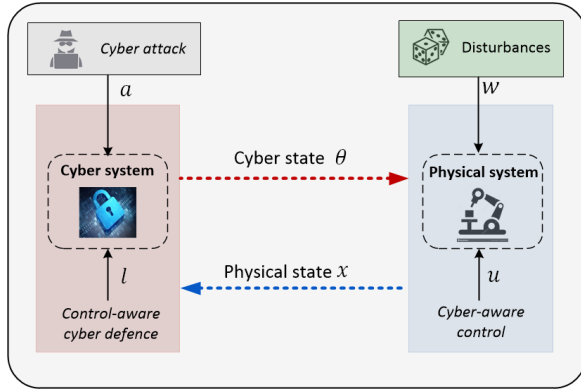 Cyber attack
Disturbances
a
w
Cyber system
Cyber state θ
Physical system
Physical state x
l
u
Control-aware
cyber defence
Cyber-aware
control